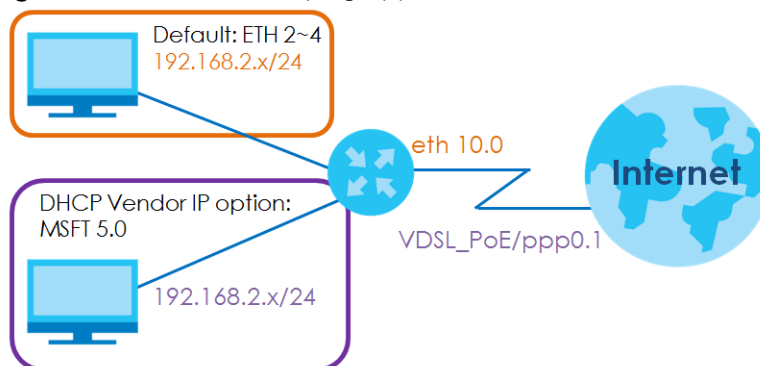 Default: ETH 2~4
192.168.2.x/24
eth 10.0
Internet
DHCP Vendor IP option:
MSFT 5.0
VDSL_PoE/ppp0.1
192.168.2.x/24